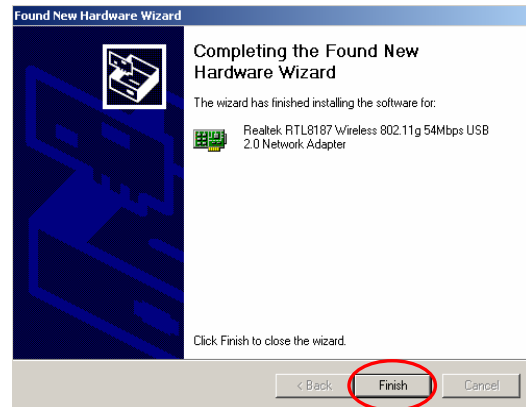 Found New Hardware Wizard
Completing the Found New
Hardware Wizard
The wizard has finished installing the software for:
Realtek RTL8187 Wireless 802.11g 54Mbps USB
2.0 Network Adapter
Click Finish to close the wizard.
< Back
Finish
Cancel